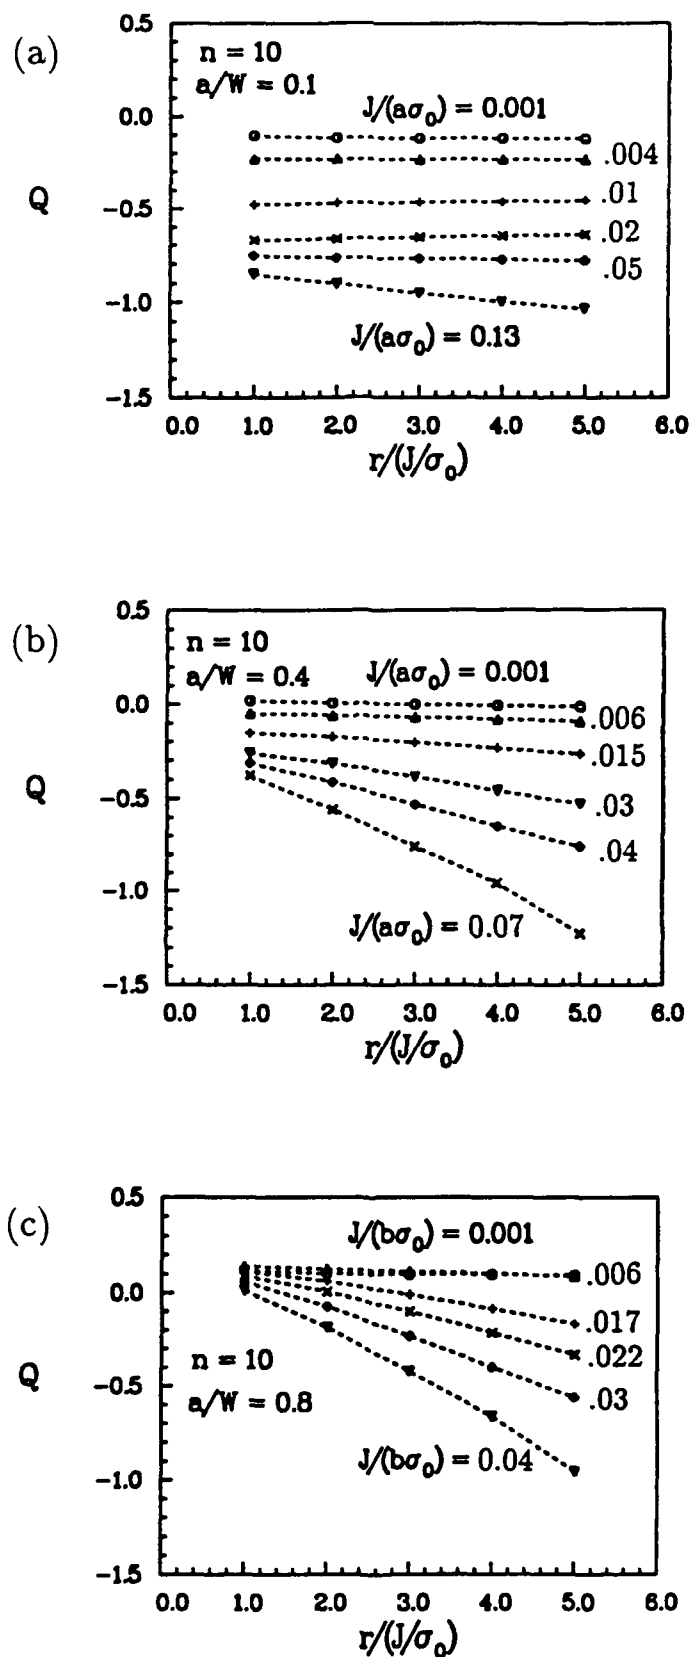 (a)
0.5
n = 10
a/W = 0.1
J/(aσ₀) = 0.001
0.0
.004
Q
.01
−0.5
.02
.05
−1.0
J/(aσ₀) = 0.13
−1.5
0.0 1.0 2.0 3.0 4.0 5.0 6.0
r/(J/σ₀)
(b)
0.5
n = 10
a/W = 0.4
J/(aσ₀) = 0.001
0.0
.006
.015
Q
−0.5
.03
.04
−1.0
J/(aσ₀) = 0.07
−1.5
0.0 1.0 2.0 3.0 4.0 5.0 6.0
r/(J/σ₀)
(c)
0.5
J/(bσ₀) = 0.001
.006
0.0
.017
.022
n = 10
Q
−0.5
a/W = 0.8
.03
J/(bσ₀) = 0.04
−1.0
−1.5
0.0 1.0 2.0 3.0 4.0 5.0 6.0
r/(J/σ₀)